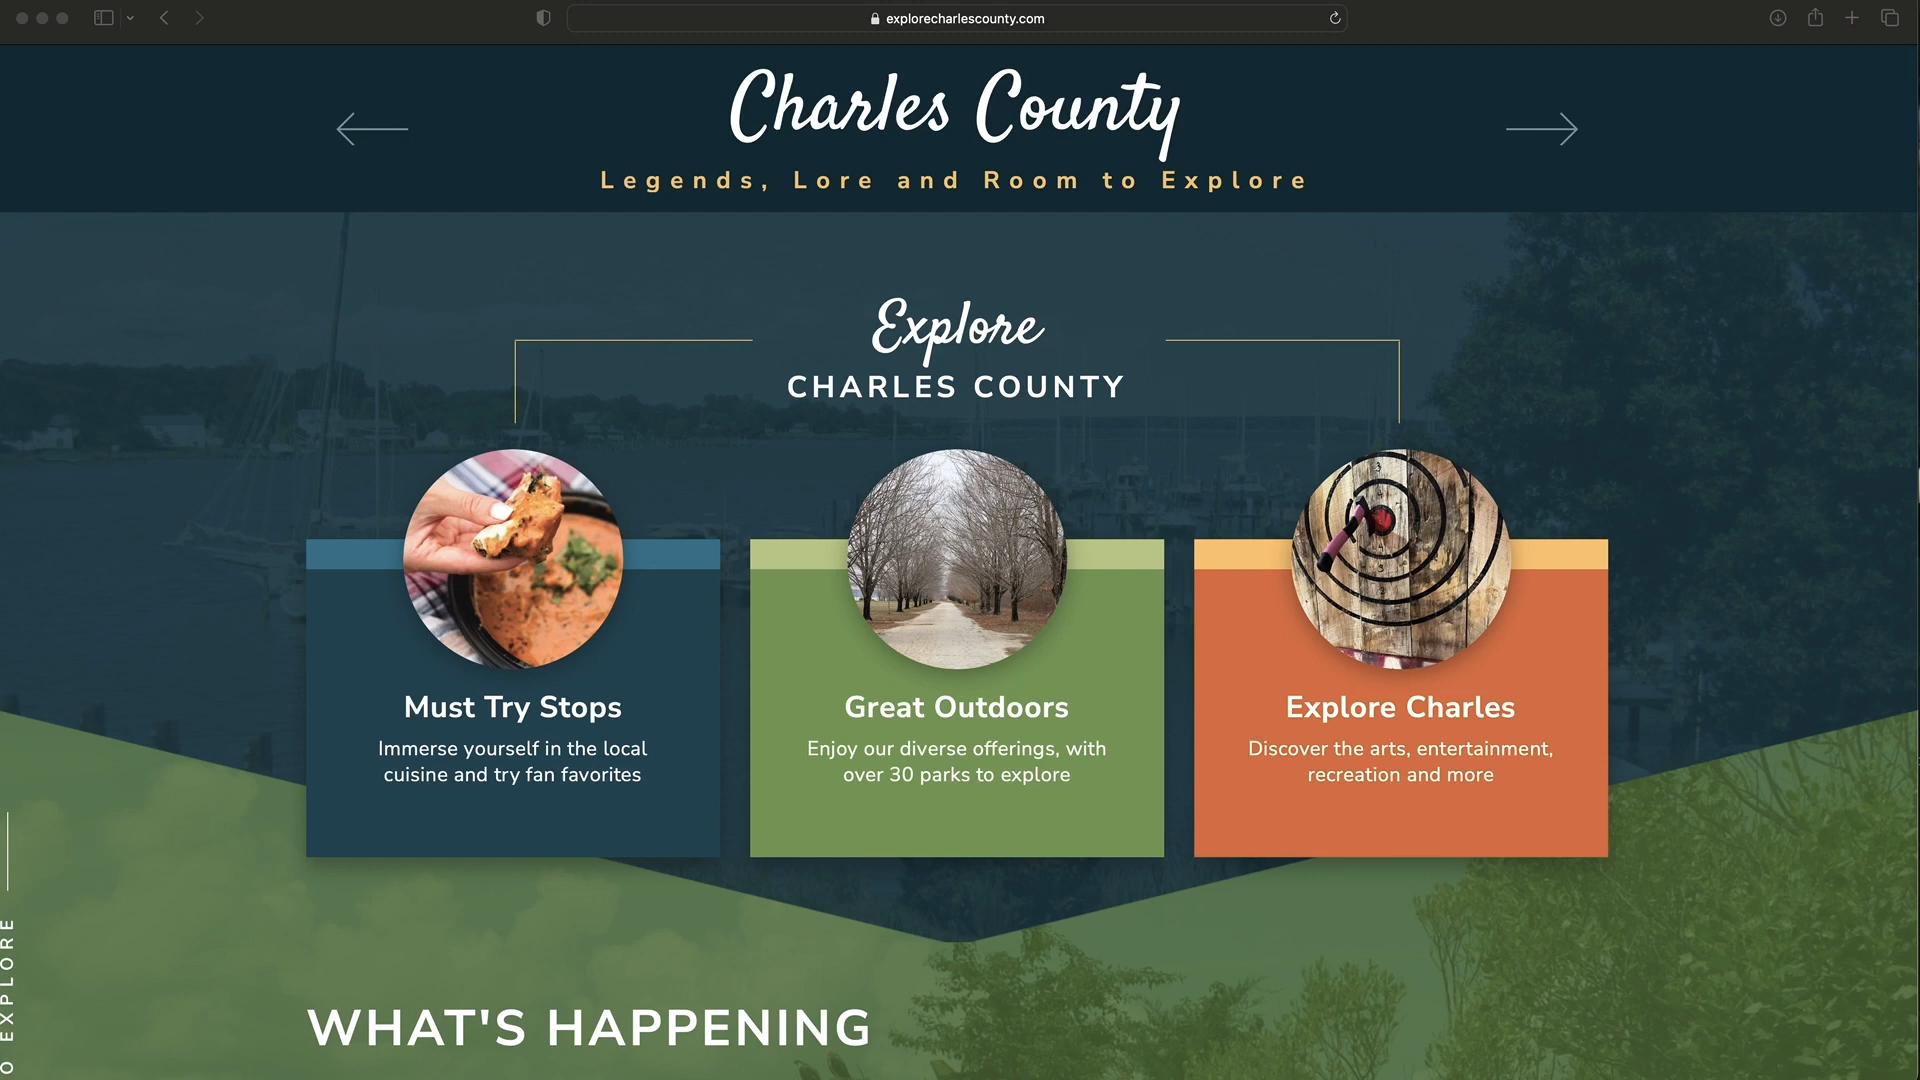 explorecharlescounty.com
Charles County
Legends, Lore and Room to Explore
Explore
CHARLES COUNTY
Must Try Stops
Immerse yourself in the local
cuisine and try fan favorites
Great Outdoors
Enjoy our diverse offerings, with
over 30 parks to explore
Explore Charles
Discover the arts, entertainment,
recreation and more
O EXPLORE
WHAT'S HAPPENING